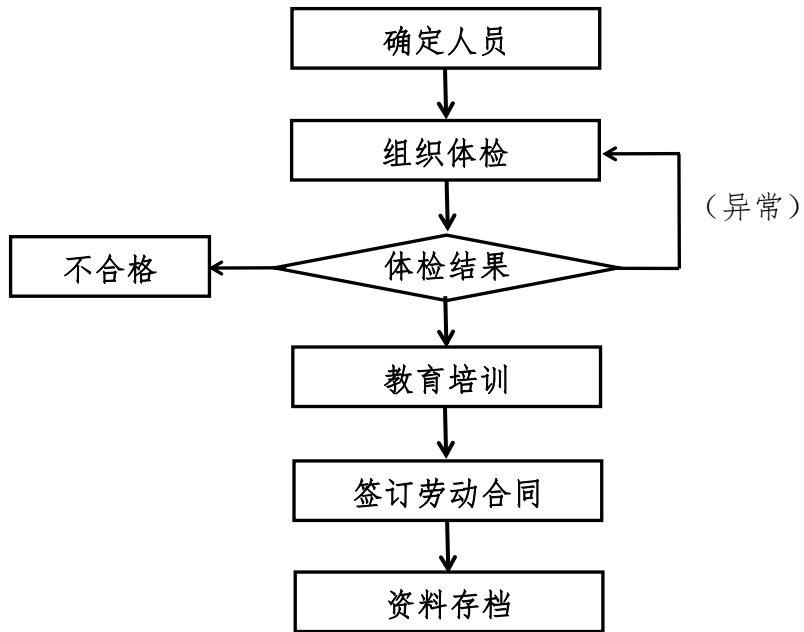 确定人员
组织体检
（异常）
不合格
体检结果
教育培训
签订劳动合同
资料存档